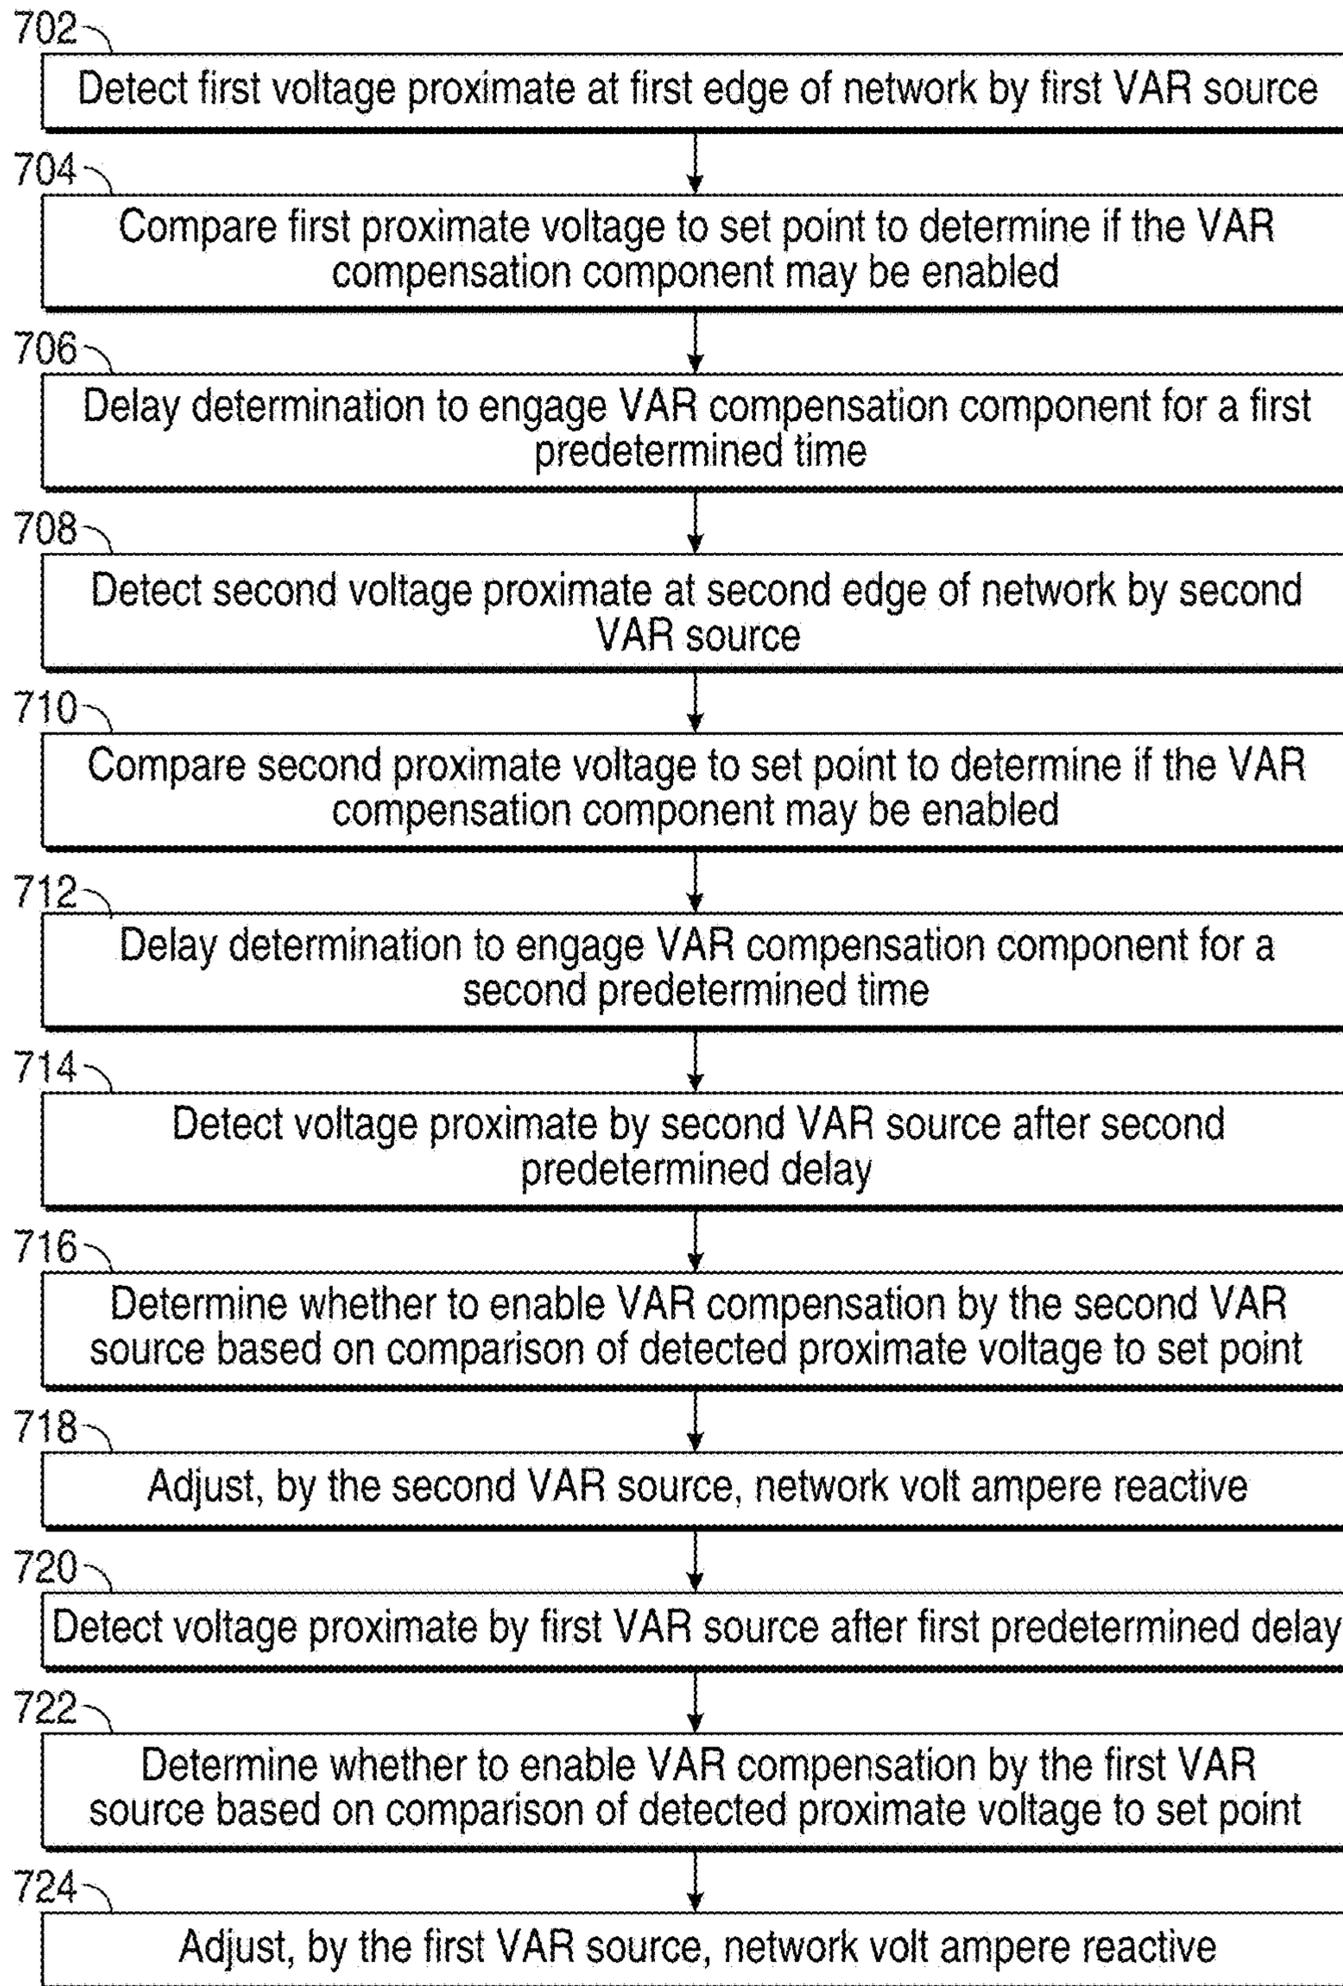 702
Detect first voltage proximate at first edge of network by first VAR source
704
Compare first proximate voltage to set point to determine if the VAR
compensation component may be enabled
706
Delay determination to engage VAR compensation component for a first
predetermined time
708
Detect second voltage proximate at second edge of network by second
VAR source
710
Compare second proximate voltage to set point to determine if the VAR
compensation component may be enabled
712
Delay determination to engage VAR compensation component for a
second predetermined time
714
Detect voltage proximate by second VAR source after second
predetermined delay
716
Determine whether to enable VAR compensation by the second VAR
source based on comparison of detected proximate voltage to set point
718
Adjust, by the second VAR source, network volt ampere reactive
720
Detect voltage proximate by first VAR source after first predetermined delay
722
Determine whether to enable VAR compensation by the first VAR
source based on comparison of detected proximate voltage to set point
724
Adjust, by the first VAR source, network volt ampere reactive